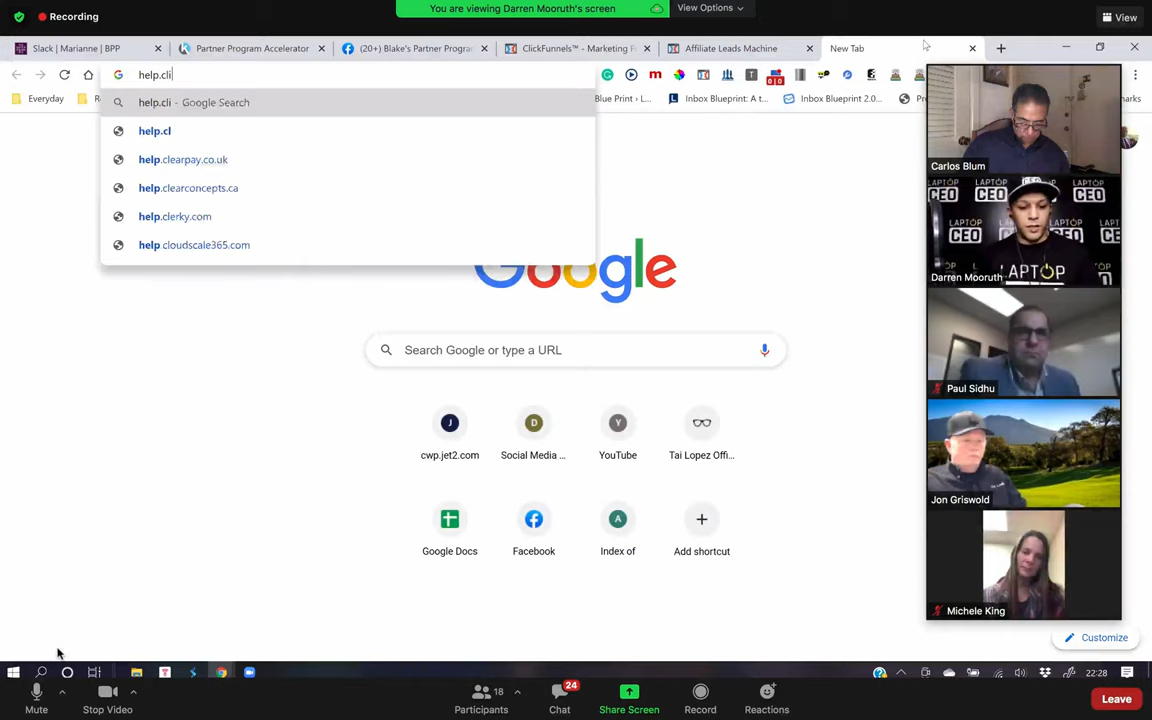 Recording
You are viewing Darren Mooruth's screen
View Options
View
Slack | Marianne | BPP
Partner Program Accelerator
(20+) Blake's Partner Progra
ClickFunnels™ - Marketing F
Affiliate Leads Machine
New Tab
help.cli
Everyday
Blue Print › L...
Inbox Blueprint: A t...
Inbox Blueprint 2.0...
help.cli - Google Search
help.cl
help.clearpay.co.uk
help.clearconcepts.ca
help.clerky.com
help.cloudscale365.com
Google
Search Google or type a URL
cwp.jet2.com
Social Media ...
YouTube
Tai Lopez Offi...
Google Docs
Facebook
Index of
Add shortcut
Carlos Blum
LAPTOP CEO
Darren Mooruth
Paul Sidhu
Jon Griswold
Michele King
Customize
22:28
Mute
Stop Video
18
Participants
24
Chat
Share Screen
Record
Reactions
Leave